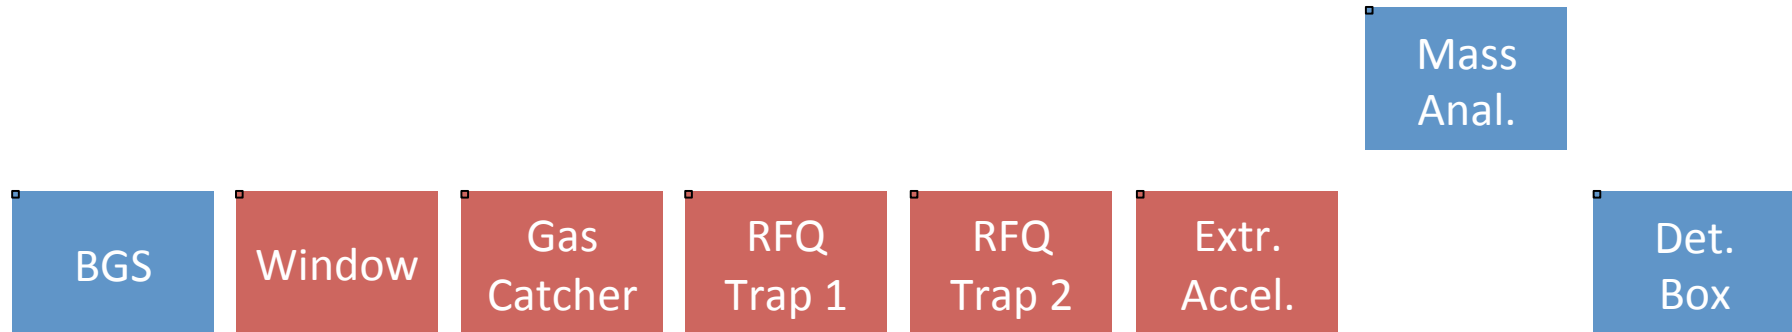 BGS
Window
Gas
Catcher
RFQ
Trap 1
RFQ
Trap 2
Extr.
Accel.
Mass
Anal.
Det.
Box